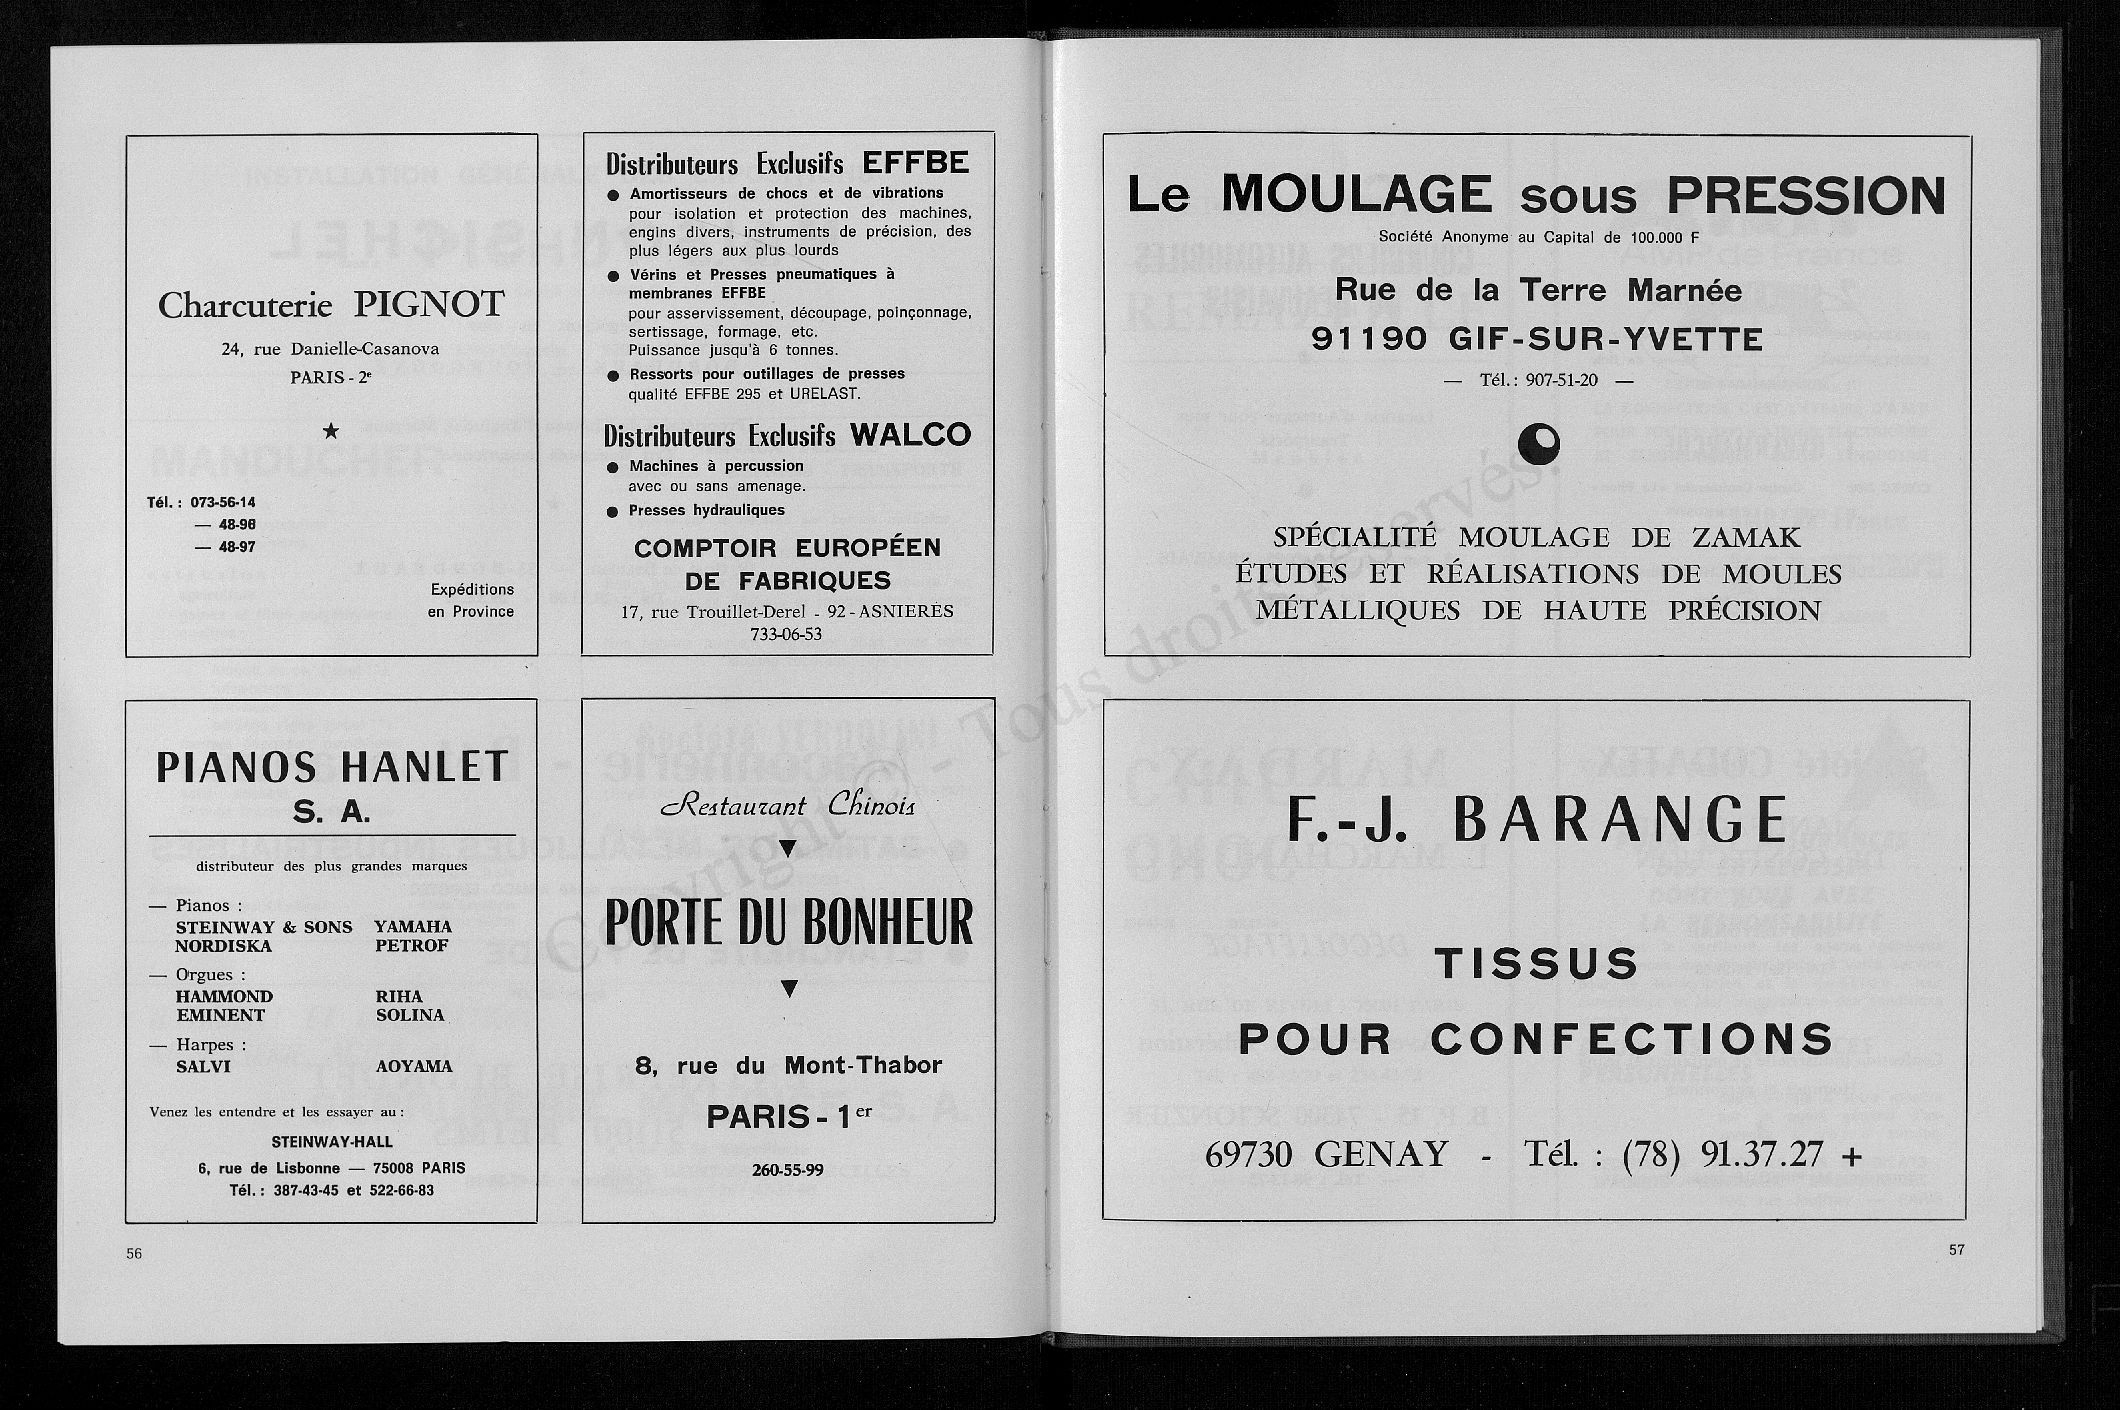 Charcuterie PIGNOT
24, rue Danielle-Casanova
PARIS - 2e
Tél. : 073-56-14
— 48-96
— 48-97
Expéditions
en Province
Distributeurs Exclusifs EFFBE
● Amortisseurs de chocs et de vibrations
pour isolation et protection des machines,
engins divers, instruments de précision, des
plus légers aux plus lourds
● Vérins et Presses pneumatiques à
membranes EFFBE
pour asservissement, découpage, poinçonnage,
sertissage, formage, etc.
Puissance jusqu'à 6 tonnes.
● Ressorts pour outillages de presses
qualité EFFBE 295 et URELAST.
Distributeurs Exclusifs WALCO
● Machines à percussion
avec ou sans amenage.
● Presses hydrauliques
COMPTOIR EUROPÉEN
DE FABRIQUES
17, rue Trouillet-Derel - 92 - ASNIERES
733-06-53
PIANOS HANLET
S. A.
distributeur des plus grandes marques
— Pianos :
STEINWAY & SONS YAMAHA
NORDISKA PETROF
— Orgues :
HAMMOND RIHA
EMINENT SOLINA
— Harpes :
SALVI AOYAMA
Venez les entendre et les essayer au :
STEINWAY-HALL
6, rue de Lisbonne — 75008 PARIS
Tél. : 387-43-45 et 522-66-83
Restaurant Chinois
PORTE DU BONHEUR
8, rue du Mont-Thabor
PARIS - 1er
260-55-99
56
Le MOULAGE sous PRESSION
Société Anonyme au Capital de 100.000 F
Rue de la Terre Marnée
91190 GIF-SUR-YVETTE
— Tél. : 907-51-20 —
SPÉCIALITÉ MOULAGE DE ZAMAK
ÉTUDES ET RÉALISATIONS DE MOULES
MÉTALLIQUES DE HAUTE PRÉCISION
F.-J. BARANGE
TISSUS
POUR CONFECTIONS
69730 GENAY - Tél. : (78) 91.37.27 +
57
Copyright © - Tous droits réservés.